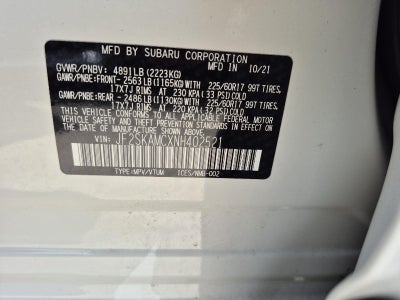 MFD BY SUBARU CORPORATION
GVWR/PNBV: 4891LB (2223KG) 10/21
GAWR/PNBE:FRONT-2563LB(1165KG)WITH 225/60R17 99T TIRES,
17X7J RIMS AT 230 KPA(33 PSI)COLD
GAWR/PNBE:REAR -2486LB(1130KG)WITH 225/60R17 99T TIRES,
17X7J RIMS AT 220 KPA(32 PSI)COLD
THIS VEHICLE CONFORMS TO ALL APPLICABLE FEDERAL MOTOR
VEHICLE SAFETY AND THEFT PREVENTION STANDARDS IN EFFECT
ON THE DATE OF MANUFACTURE SHOWN ABOVE.
VIN: JF2SKAMCXNH402521
TYPE:MPV/VTUM ICES/NMB-002